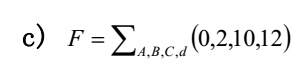 c) F = ∑_{A,B,C,d} (0,2,10,12)